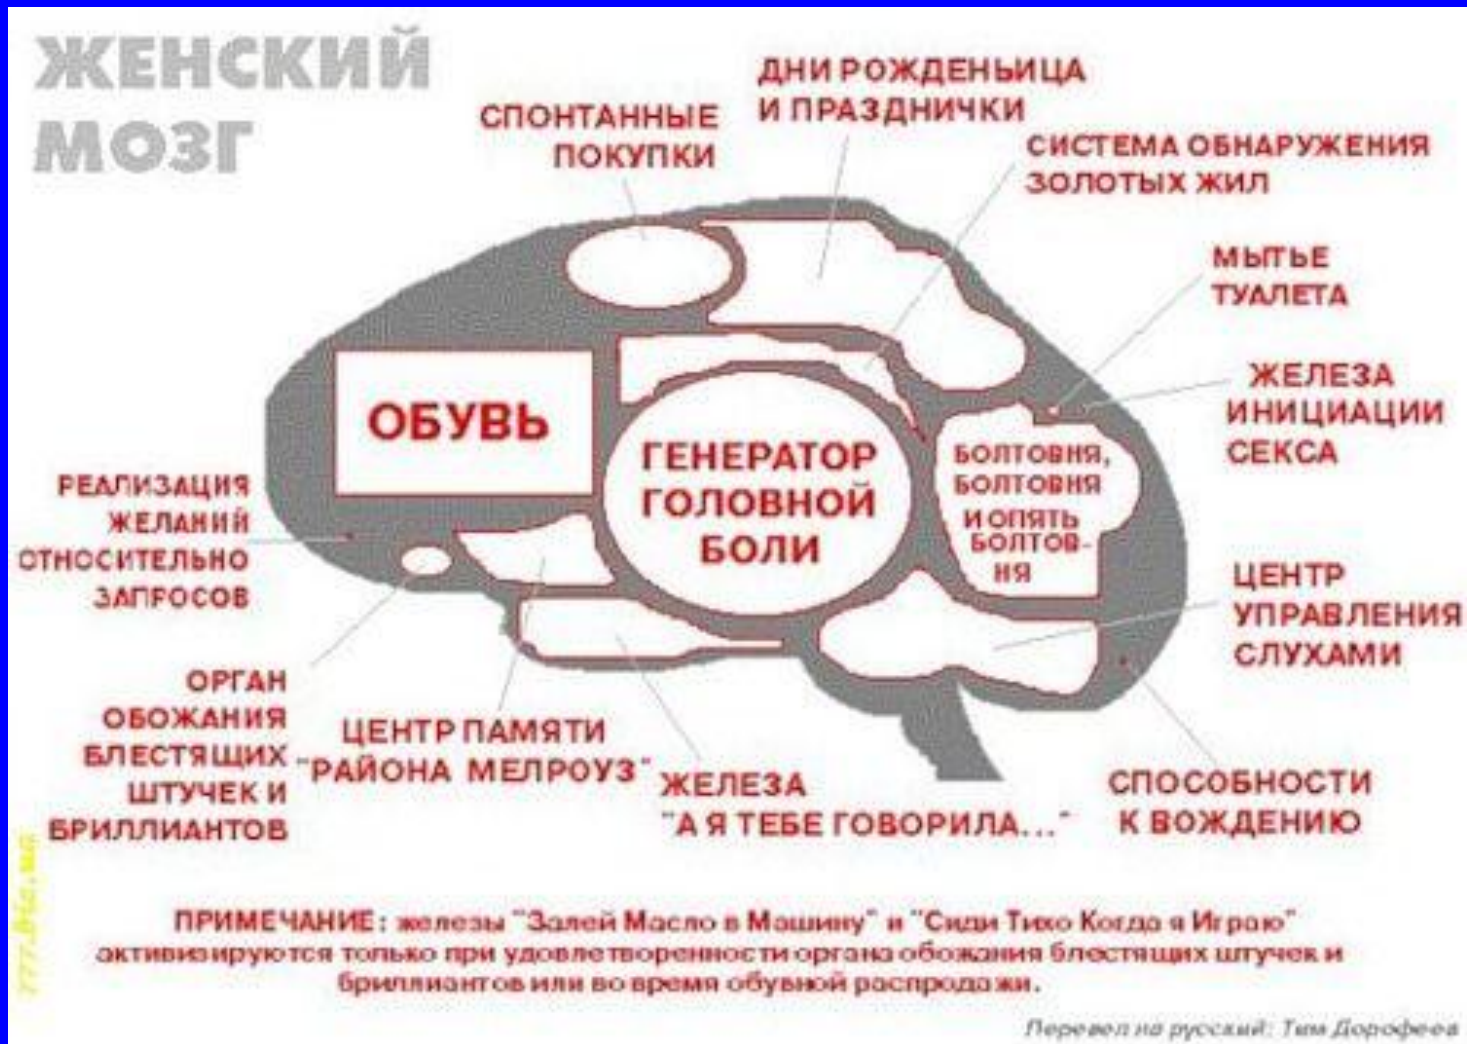 ЖЕНСКИЙ
МОЗГ
СПОНТАННЫЕ
ПОКУПКИ
ДНИ РОЖДЕНЬИЦА
И ПРАЗДНИЧКИ
СИСТЕМА ОБНАРУЖЕНИЯ
ЗОЛОТЫХ ЖИЛ
МЫТЬЕ
ТУАЛЕТА
ЖЕЛЕЗА
ИНИЦИАЦИИ
СЕКСА
ОБУВЬ
ГЕНЕРАТОР
ГОЛОВНОЙ
БОЛИ
БОЛТОВНЯ,
БОЛТОВНЯ
И ОПЯТЬ
БОЛТОВ-
НЯ
РЕАЛИЗАЦИЯ
ЖЕЛАНИЙ
ОТНОСИТЕЛЬНО
ЗАПРОСОВ
ЦЕНТР
УПРАВЛЕНИЯ
СЛУХАМИ
ОРГАН
ОБОЖАНИЯ
БЛЕСТЯЩИХ
ШТУЧЕК И
БРИЛЛИАНТОВ
ЦЕНТР ПАМЯТИ
"РАЙОНА МЕЛРОУЗ"
ЖЕЛЕЗА
"А Я ТЕБЕ ГОВОРИЛА..."
СПОСОБНОСТИ
К ВОЖДЕНИЮ
ПРИМЕЧАНИЕ: железы "Залей Масло в Машину" и "Сиди Тихо Когда я Играю"
активизируются только при удовлетворенности органа обожания блестящих штучек и
бриллиантов или во время обувной распродажи.
Перевел на русский: Тим Дорофеев